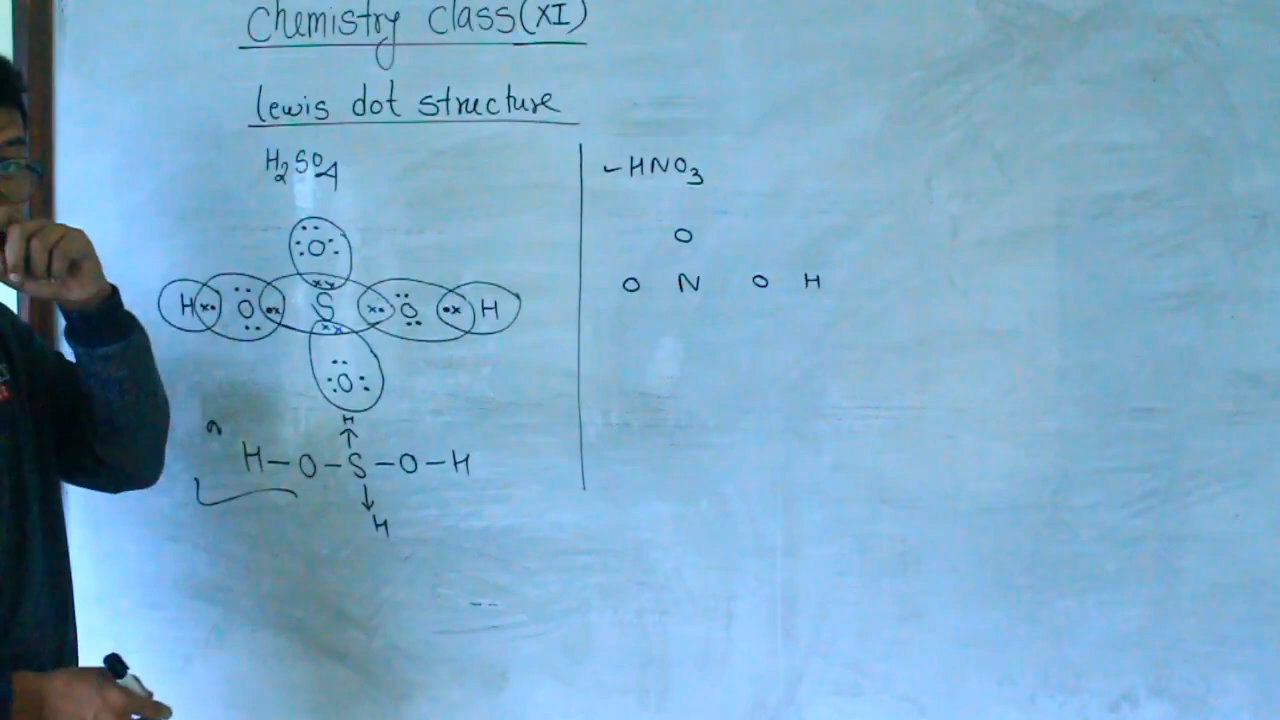 Chemistry Class(XI)
Lewis dot structure
H2SO4
O
H O S O H
O
H
H-O-S-O-H
H
-HNO3
O
O N O H